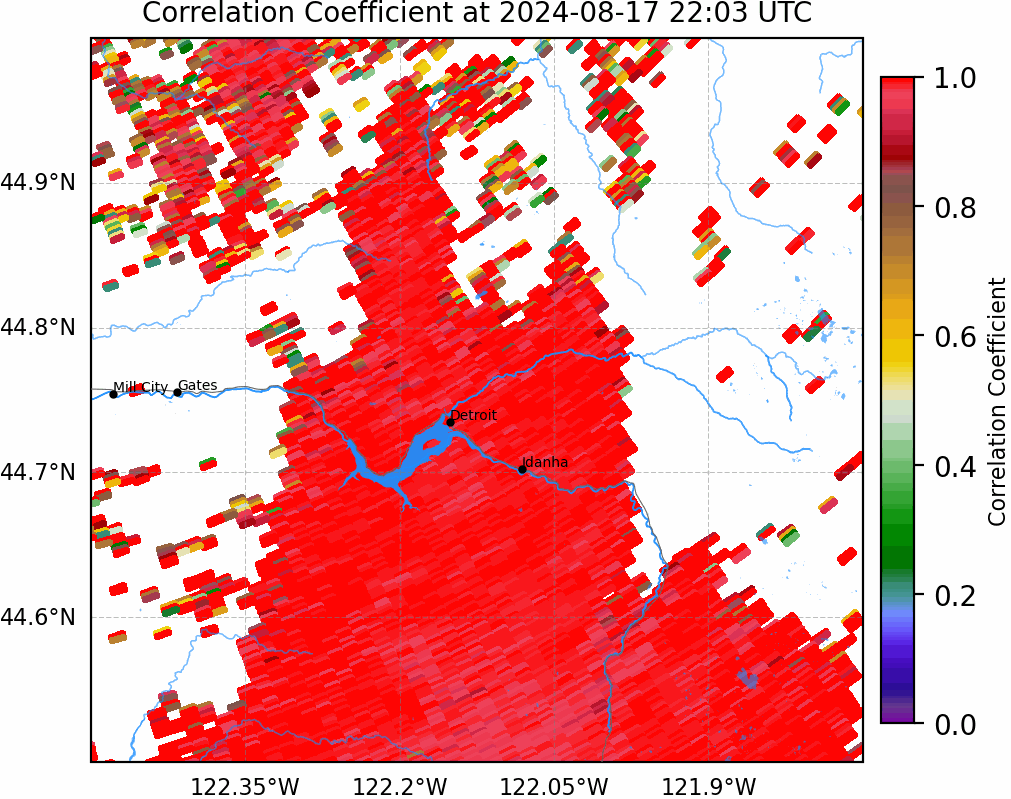 Correlation Coefficient at 2024-08-17 22:03 UTC
1.0
44.9°N
0.8
44.8°N
0.6
Mill City
Gates
Detroit
Idanha
44.7°N
0.4
Correlation Coefficient
44.6°N
0.2
0.0
122.35°W
122.2°W
122.05°W
121.9°W